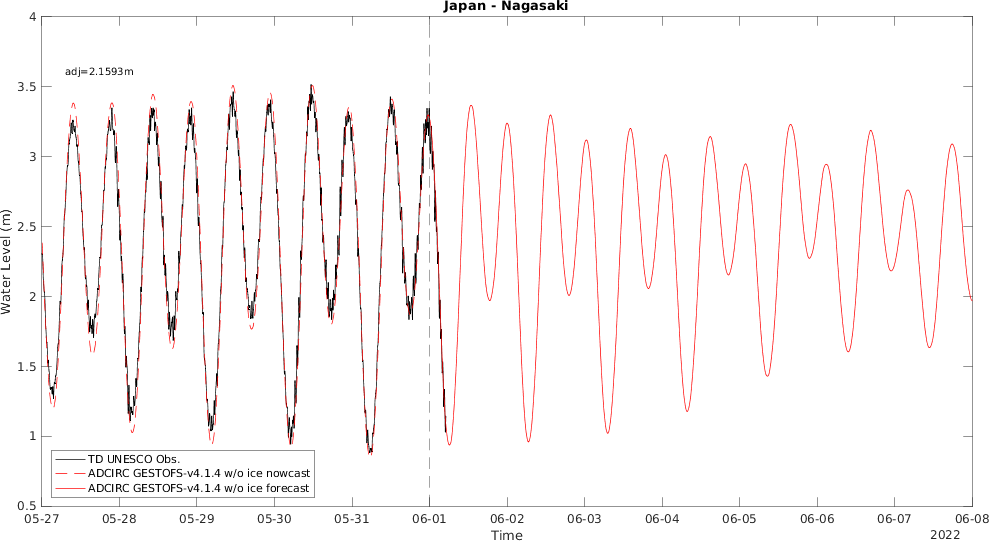 Japan - Nagasaki
4
adj=2.1593m
3.5
3
2.5
2
1.5
1
0.5
Water Level (m)
TD UNESCO Obs.
ADCIRC GESTOFS-v4.1.4 w/o ice nowcast
ADCIRC GESTOFS-v4.1.4 w/o ice forecast
05-27 05-28 05-29 05-30 05-31 06-01 06-02 06-03 06-04 06-05 06-06 06-07 06-08
Time
2022